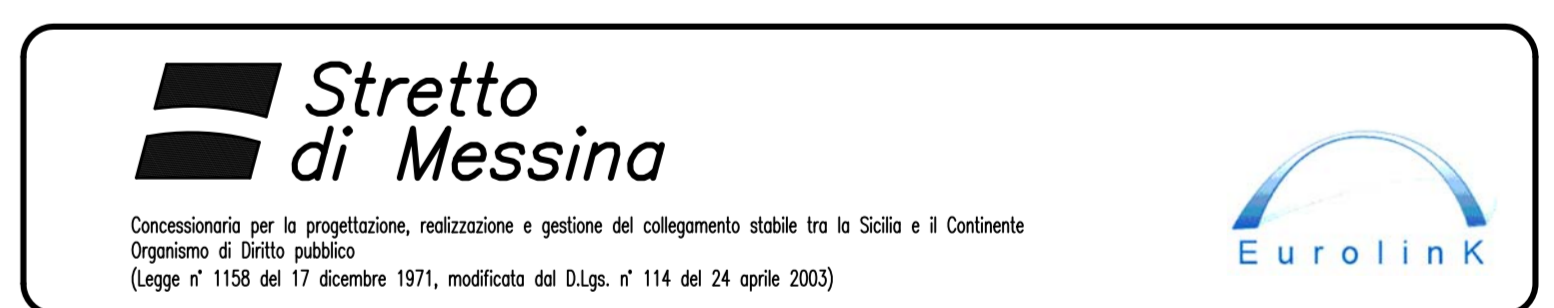 Stretto
di Messina
Concessionaria per la progettazione, realizzazione e gestione del collegamento stabile tra la Sicilia e il Continente
Organismo di Diritto pubblico
(Legge n° 1158 del 17 dicembre 1971, modificata dal D.Lgs. n° 114 del 24 aprile 2003)
EurolinK